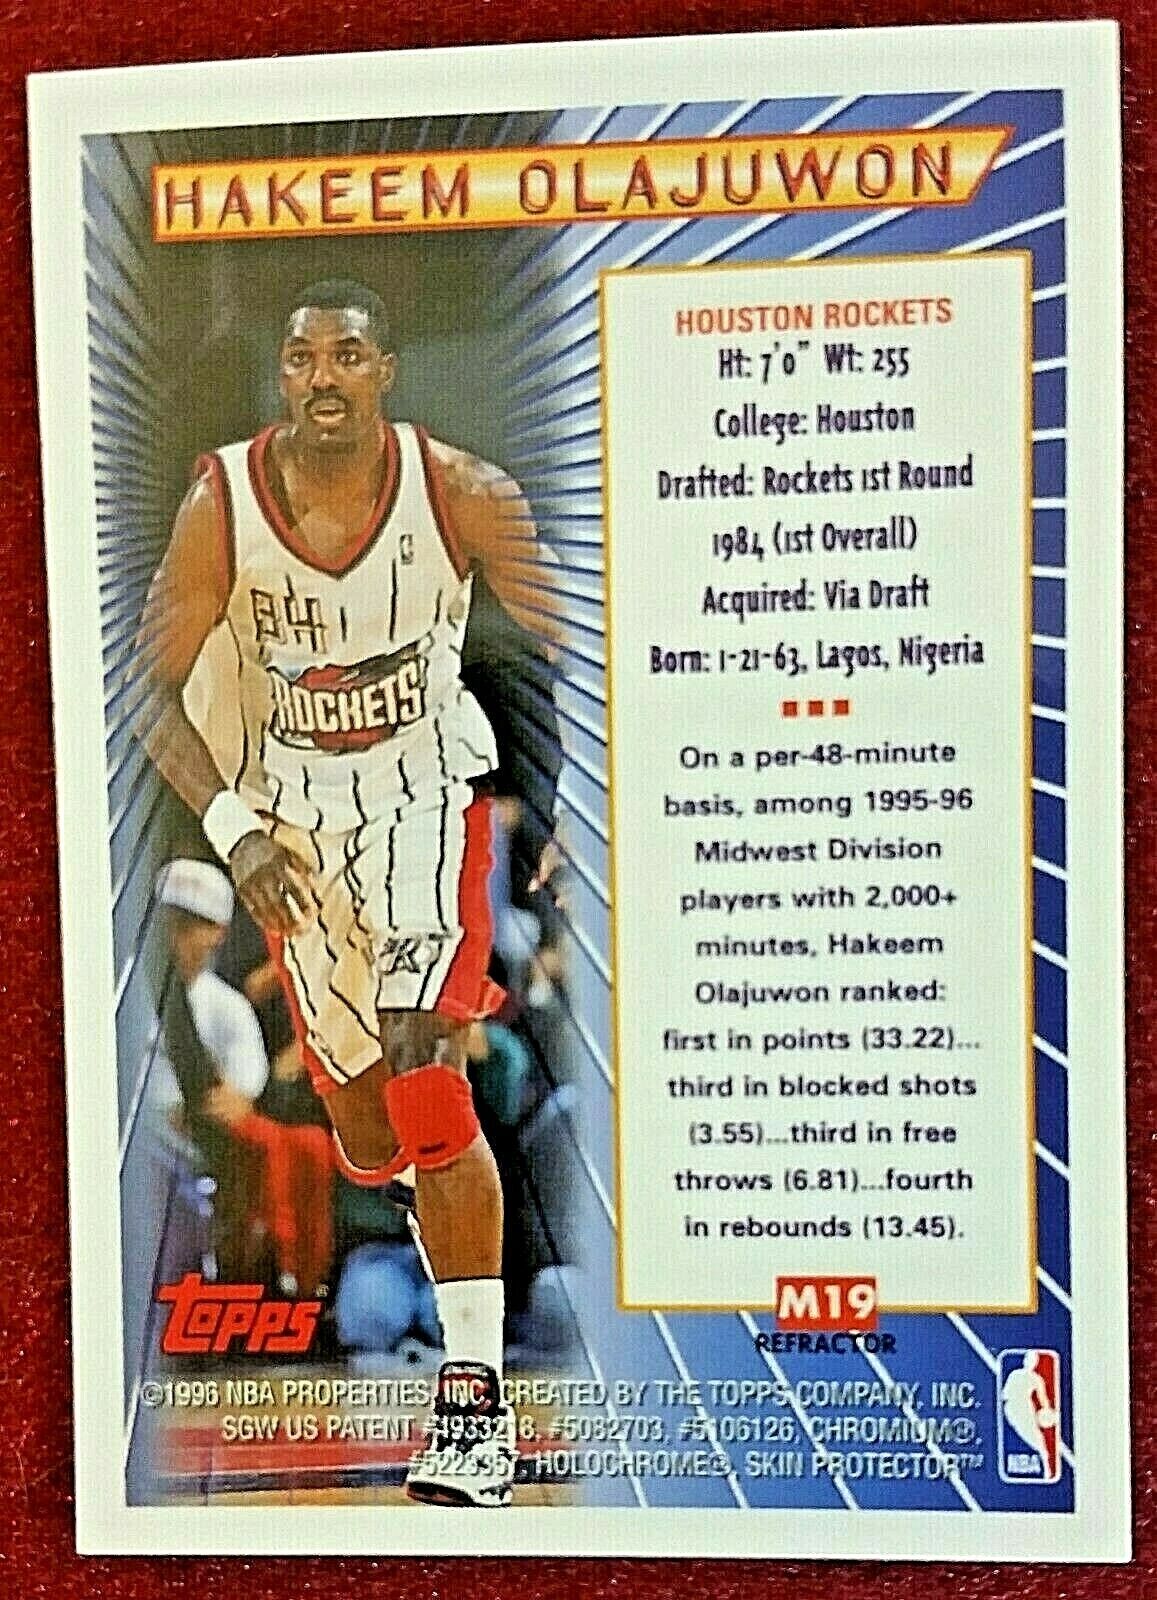 HAKEEM OLAJUWON
HOUSTON ROCKETS
Ht: 7'0" Wt: 255
College: Houston
Drafted: Rockets 1st Round
1984 (1st Overall)
Acquired: Via Draft
Born: 1-21-63, Lagos, Nigeria
On a per-48-minute
basis, among 1995-96
Midwest Division
players with 2,000+
minutes, Hakeem
Olajuwon ranked:
first in points (33.22)...
third in blocked shots
(3.55)...third in free
throws (6.81)...fourth
in rebounds (13.45).
M19
REFRACTOR
34
ROCKETS
TOPPS®
©1996 NBA PROPERTIES, INC. CREATED BY THE TOPPS COMPANY, INC.
SGW US PATENT #4933218, #5082703, #5106126, CHROMIUM®,
#5223357, HOLOCHROME®, SKIN PROTECTOR™
NBA